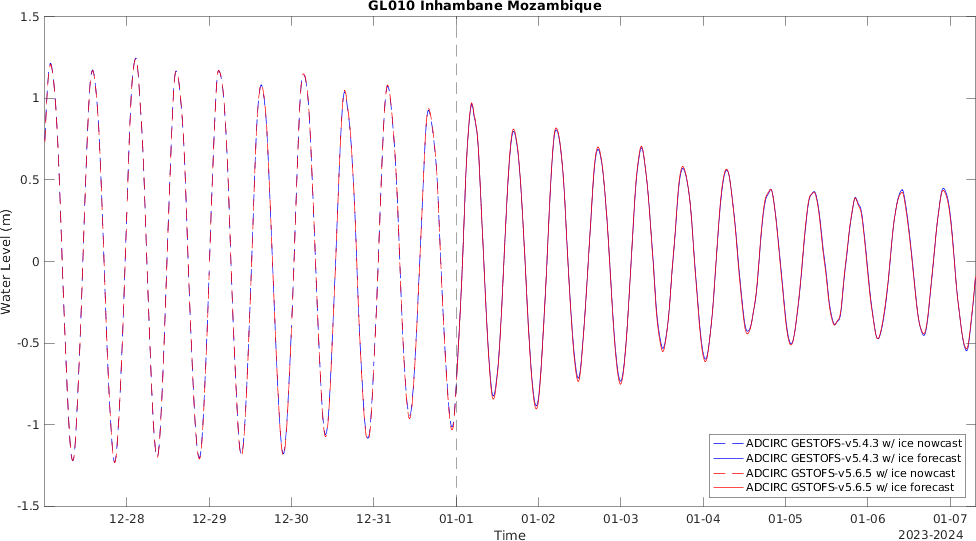 GL010 Inhambane Mozambique
1.5
1
0.5
0
-0.5
-1
-1.5
Water Level (m)
ADCIRC GESTOFS-v5.4.3 w/ ice nowcast
ADCIRC GESTOFS-v5.4.3 w/ ice forecast
ADCIRC GSTOFS-v5.6.5 w/ ice nowcast
ADCIRC GSTOFS-v5.6.5 w/ ice forecast
12-28 12-29 12-30 12-31 01-01 01-02 01-03 01-04 01-05 01-06 01-07
Time
2023-2024